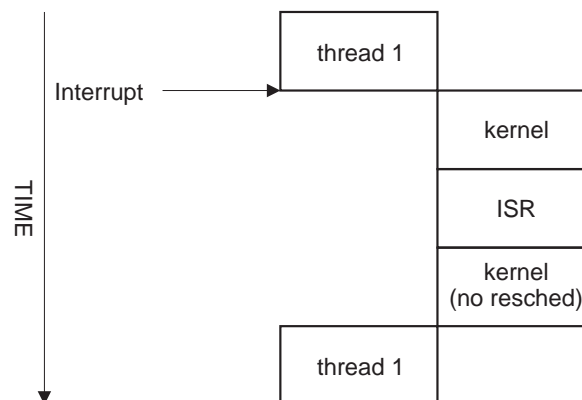 thread 1
Interrupt
kernel
TIME
ISR
kernel
(no resched)
thread 1